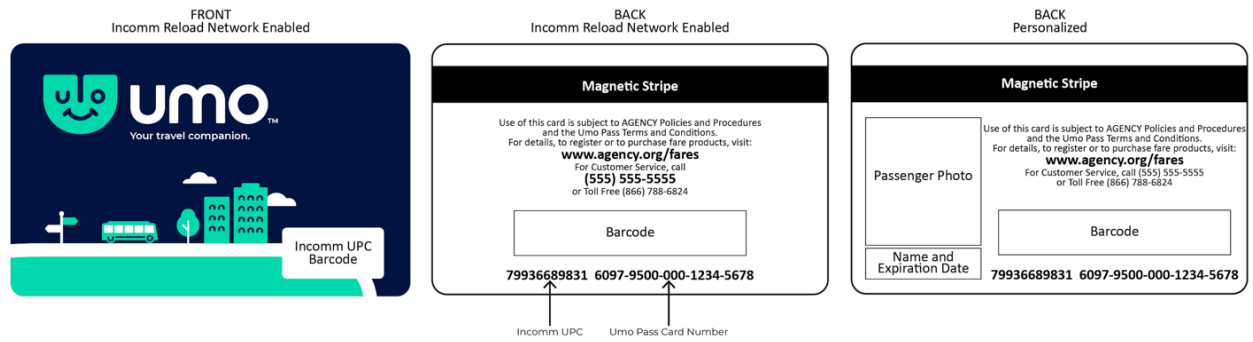 FRONT
Incomm Reload Network Enabled
umo™
Your travel companion.
Incomm UPC
Barcode
BACK
Incomm Reload Network Enabled
Magnetic Stripe
Use of this card is subject to AGENCY Policies and Procedures
and the Umo Pass Terms and Conditions.
For details, to register or to purchase fare products, visit:
www.agency.org/fares
For Customer Service, call
(555) 555-5555
or Toll Free (866) 788-6824
Barcode
79936689831 6097-9500-000-1234-5678
Incomm UPC
Umo Pass Card Number
BACK
Personalized
Magnetic Stripe
Passenger Photo
Name and
Expiration Date
Use of this card is subject to AGENCY Policies and Procedures
and the Umo Pass Terms and Conditions.
For details, to register or to purchase fare products, visit:
www.agency.org/fares
For Customer Service, call (555) 555-5555
or Toll Free (866) 788-6824
Barcode
79936689831 6097-9500-000-1234-5678